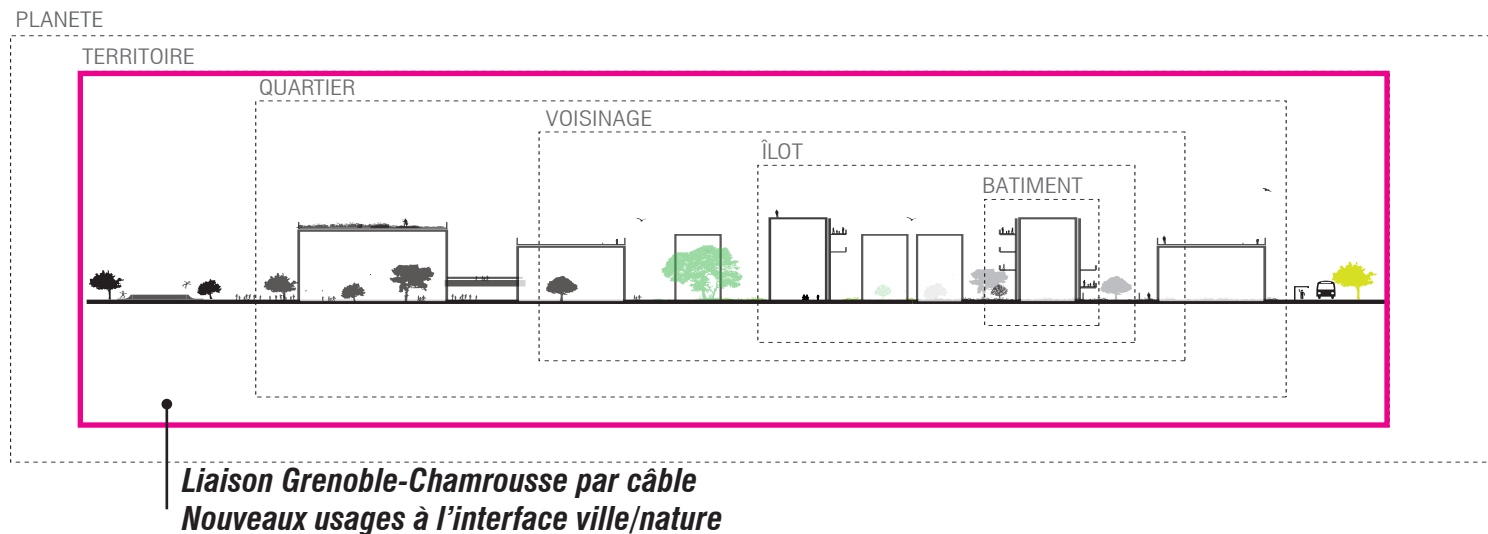 PLANETE
TERRITOIRE
QUARTIER
VOISINAGE
ÎLOT
BATIMENT
Liaison Grenoble-Chamrousse par câble
Nouveaux usages à l'interface ville/nature